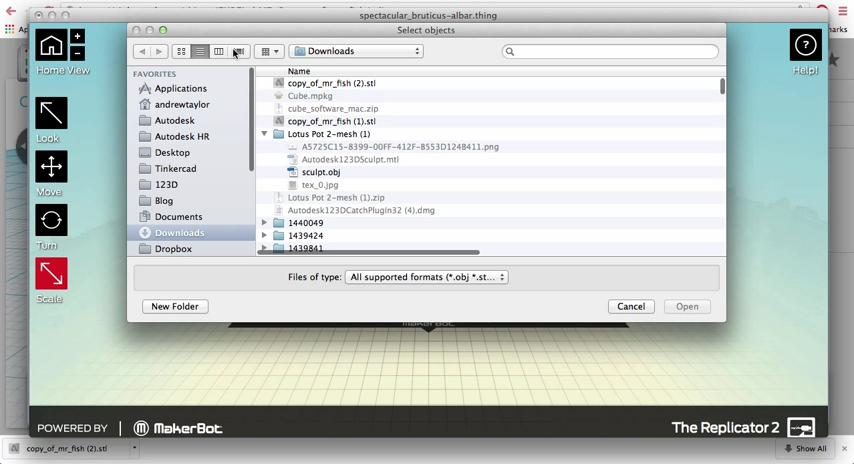 spectacular_bruticus-albar.thing
Select objects
Downloads
Home View
Help!
Look
Move
Turn
Scale
FAVORITES
Applications
andrewtaylor
Autodesk
Autodesk HR
Desktop
Tinkercad
123D
Blog
Documents
Downloads
Dropbox
Name
copy_of_mr_fish (2).stl
Cube.mpkg
cube_software_mac.zip
copy_of_mr_fish (1).stl
Lotus Pot 2-mesh (1)
A5725C15-8399-00FF-412F-B553D1248411.png
Autodesk123DSculpt.mtl
sculpt.obj
tex_0.jpg
Lotus Pot 2-mesh (1).zip
Autodesk123DCatchPlugIn32 (4).dmg
1440049
1439424
1439841
Files of type: All supported formats (*.obj *.st...
New Folder
Cancel
Open
MakerBot
POWERED BY | MakerBot
The Replicator 2
copy_of_mr_fish (2).stl
Show All